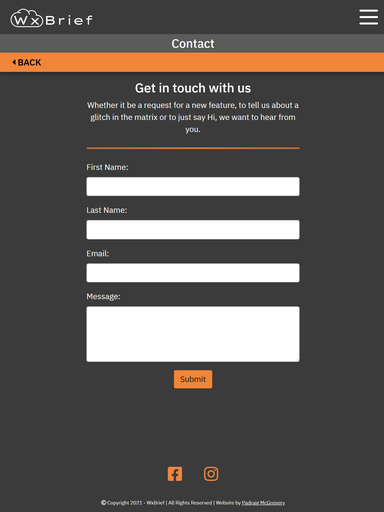 WxBrief
Contact
BACK
Get in touch with us
Whether it be a request for a new feature, to tell us about a
glitch in the matrix or to just say Hi, we want to hear from
you.
First Name:
Last Name:
Email:
Message:
Submit
© Copyright 2021 - WxBrief | All Rights Reserved | Website by Padraig McGrenery